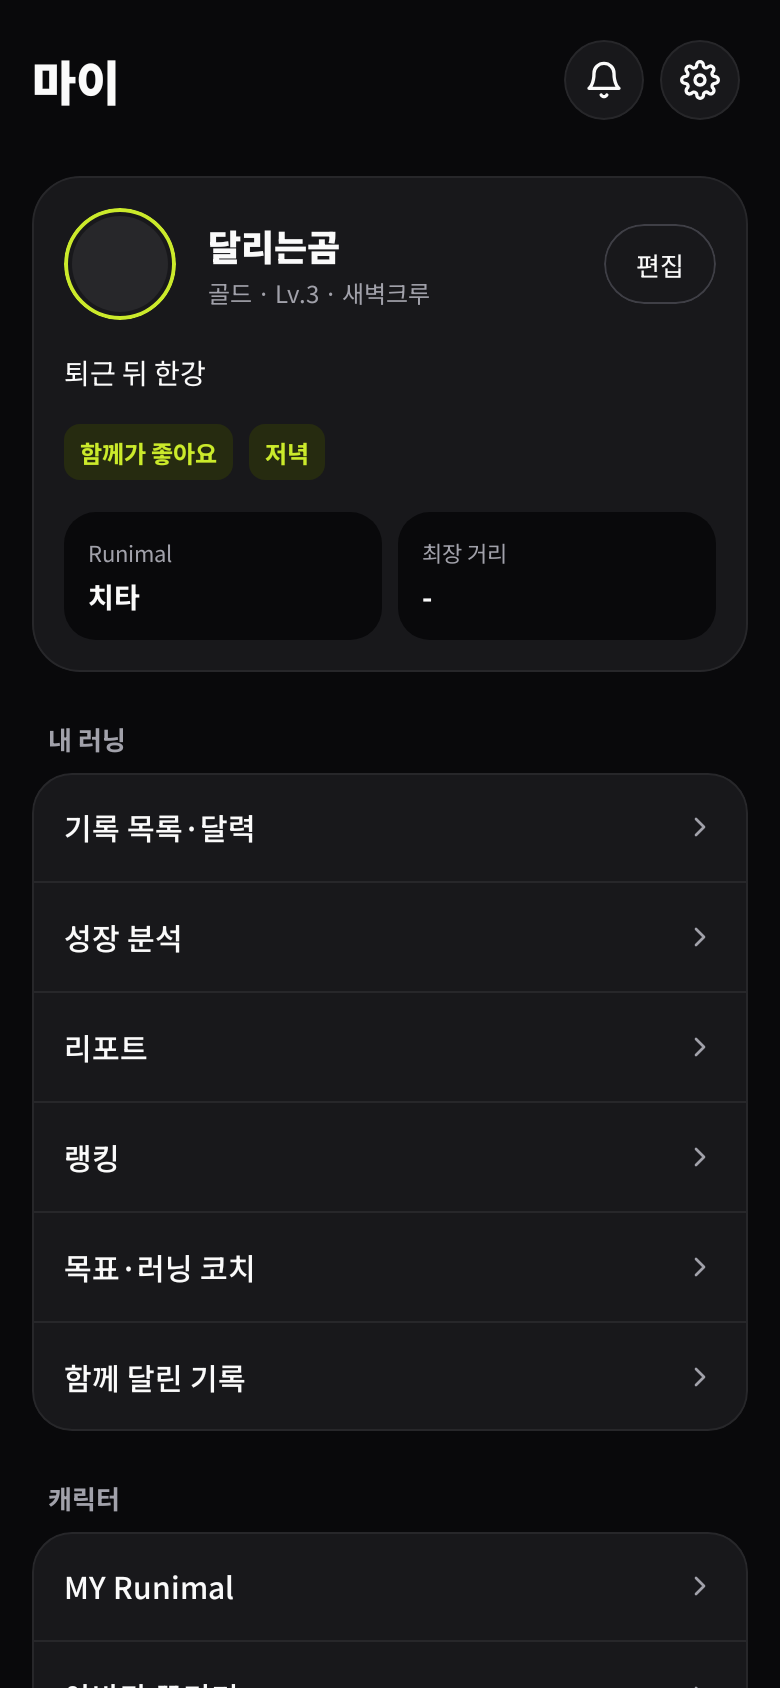 마이
달리는곰
골드 · Lv.3 · 새벽크루
편집
퇴근 뒤 한강
함께가 좋아요
저녁
Runimal
치타
최장 거리
-
내 러닝
기록 목록·달력
성장 분석
리포트
랭킹
목표·러닝 코치
함께 달린 기록
캐릭터
MY Runimal